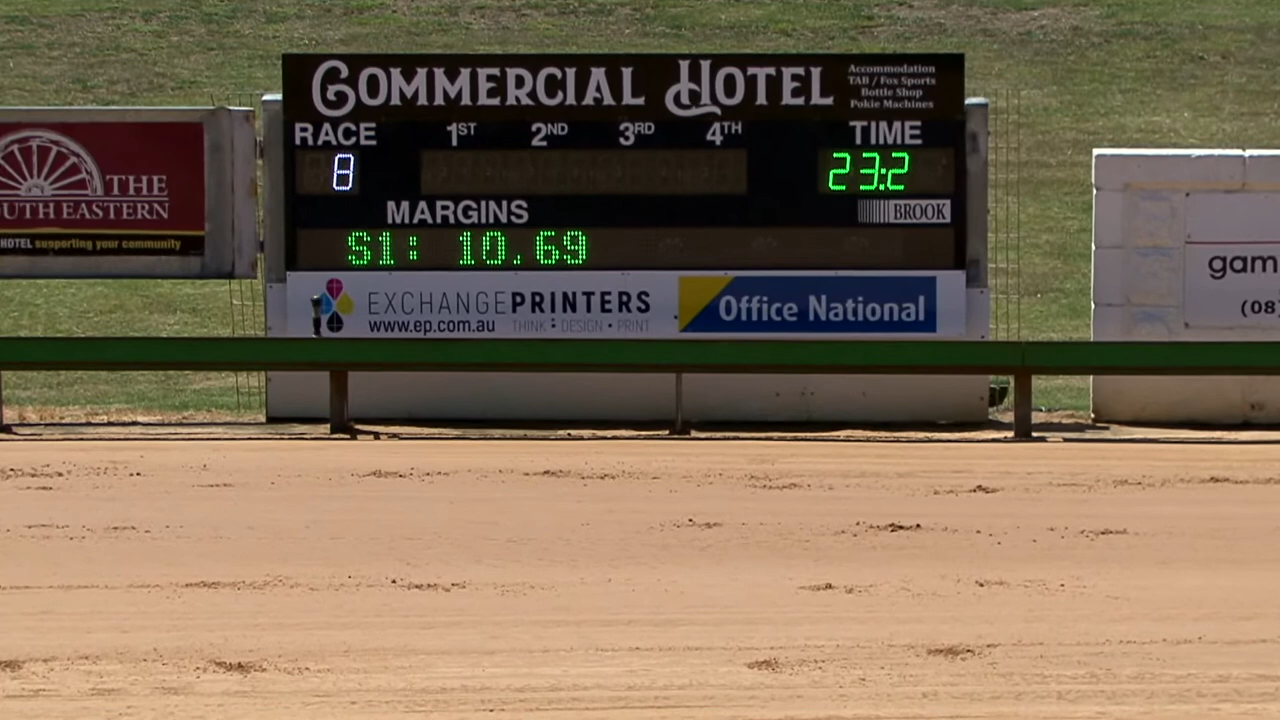 COMMERCIAL HOTEL
Accommodation
TAB / Fox Sports
Bottle Shop
Pokie Machines
RACE 1ST 2ND 3RD 4TH TIME
8 23:2
MARGINS
BROOK
S1: 10.69
THE
OUTH EASTERN
HOTEL supporting your community
EXCHANGEPRINTERS
www.ep.com.au THINK : DESIGN • PRINT
Office National
gam
(08